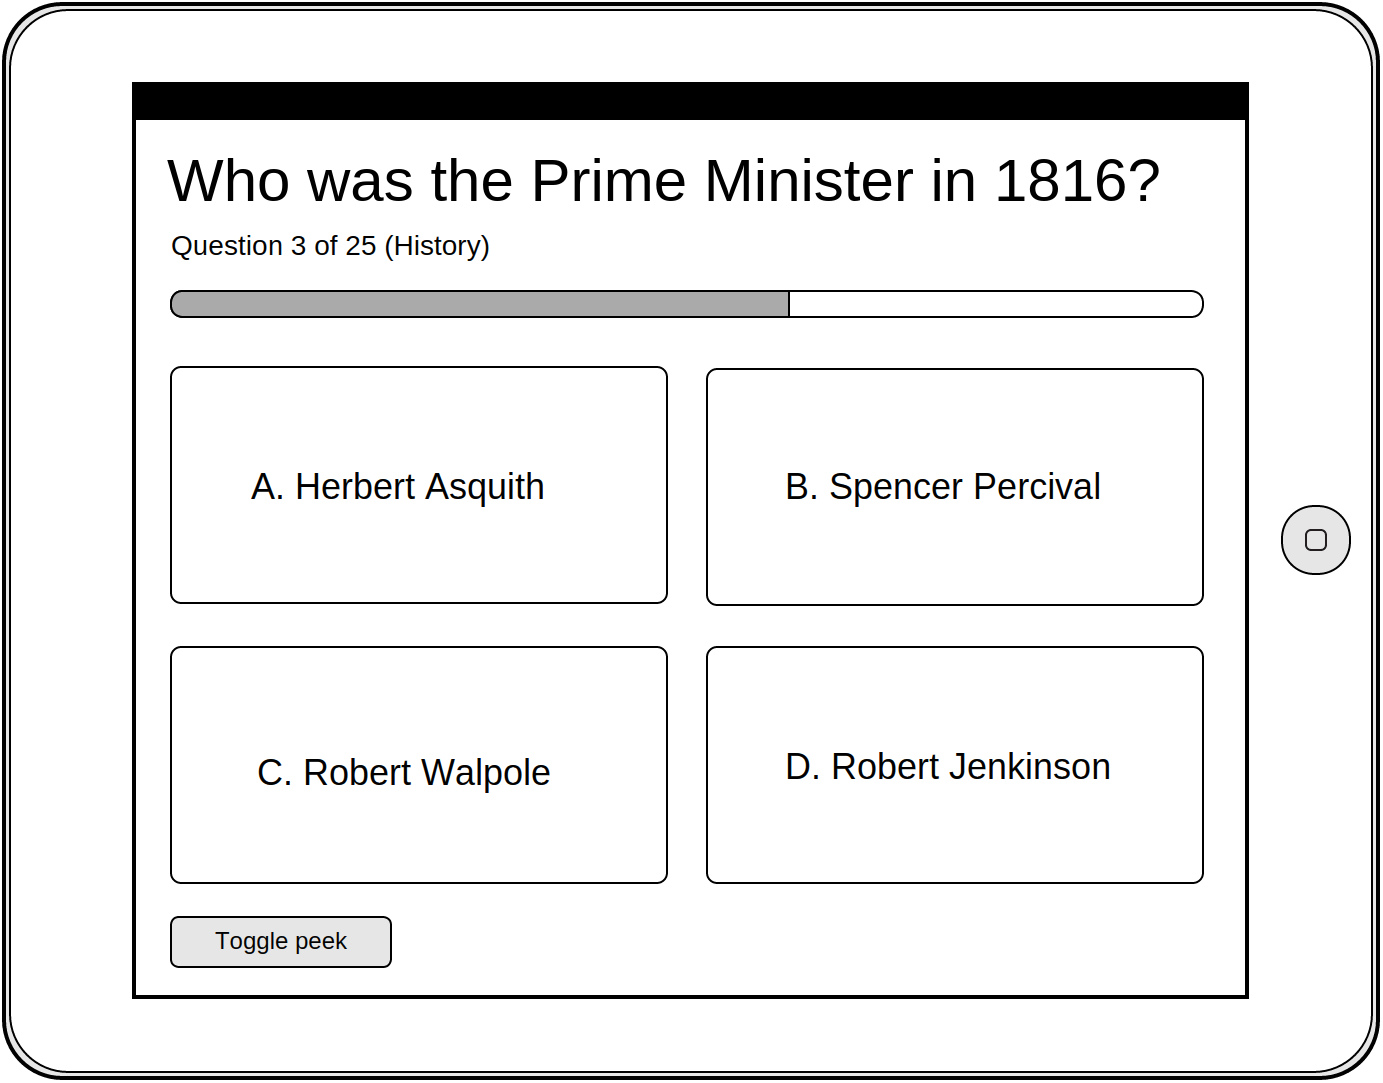 Who was the Prime Minister in 1816?
Question 3 of 25 (History)
A. Herbert Asquith
B. Spencer Percival
C. Robert Walpole
D. Robert Jenkinson
Toggle peek